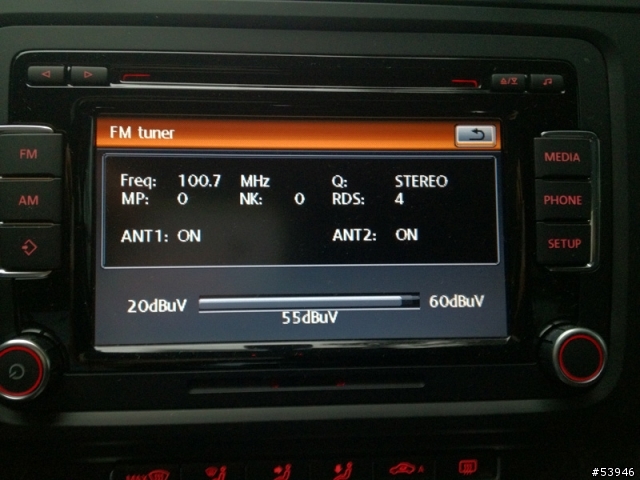 FM tuner
FM
AM
MEDIA
PHONE
SETUP
Freq: 100.7 MHz Q: STEREO
MP: 0 NK: 0 RDS: 4
ANT1: ON ANT2: ON
20dBuV 60dBuV
55dBuV
MAX A
#53946